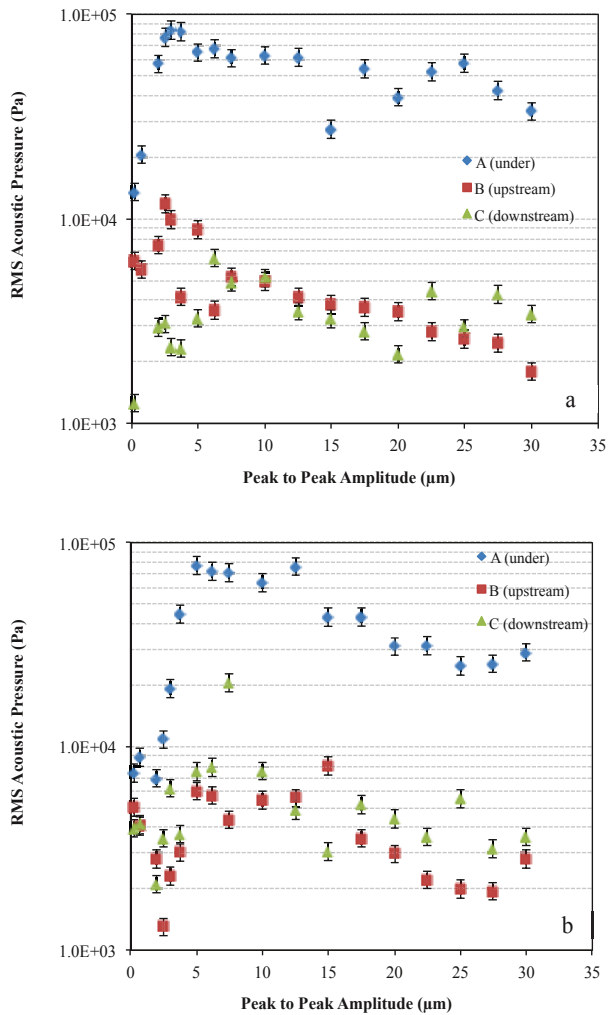 1.0E+05
1.0E+04
1.0E+03
RMS Acoustic Pressure (Pa)
A (under)
B (upstream)
C (downstream)
a
0 5 10 15 20 25 30 35
Peak to Peak Amplitude (µm)
1.0E+05
1.0E+04
1.0E+03
RMS Acoustic Pressure (Pa)
A (under)
B (upstream)
C (downstream)
b
0 5 10 15 20 25 30 35
Peak to Peak Amplitude (µm)